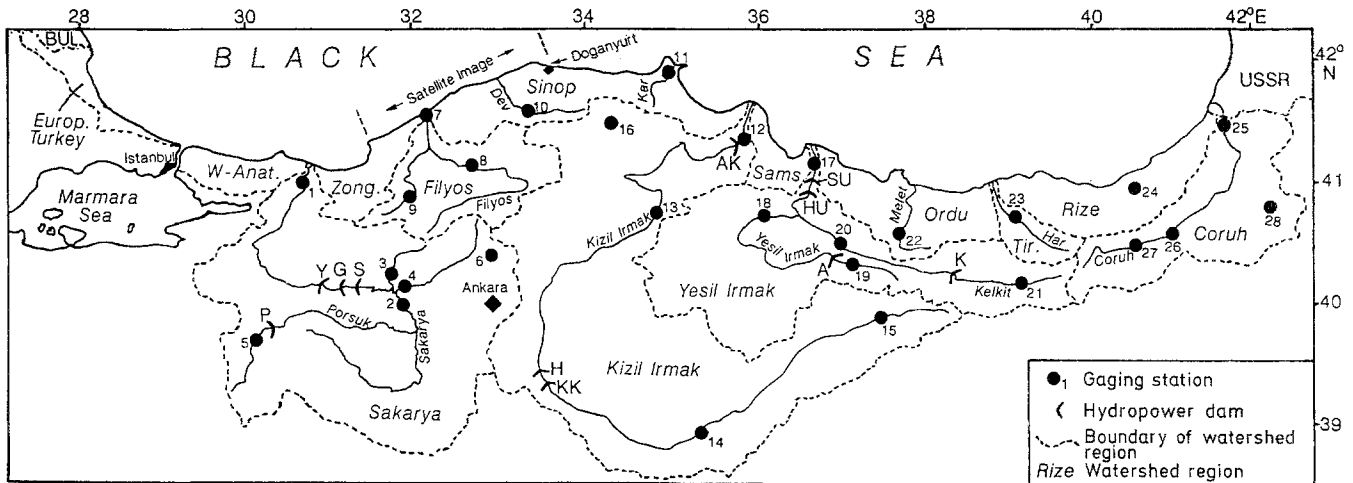 28 30 32 34 36 38 40 42°E
BUL
BLACK SEA
42°
N
USSR
Satellite Image
Doganyurt
Sinop
Dev
10
Kar
11
Europ.
Turkey
Istanbul
7
16
12
AK
25
W-Anat.
Zong.
Filyos
8
9
Filyos
1
Sams.
17
SU
HU
Melet
22
Ordu
23
Har
Tir.
Rize
24
41
Marmara
Sea
28
Coruh
Coruh
27
26
13
Kizil Irmak
18
20
Yesil Irmak
A
19
K
Kelkit
21
3
4
2
Y G S
6
Ankara
Yesil Irmak
40
P
5
Porsuk
Sakarya
15
H
KK
Kizil Irmak
Sakarya
14
39
1 Gaging station
Hydropower dam
Boundary of watershed
region
Rize Watershed region